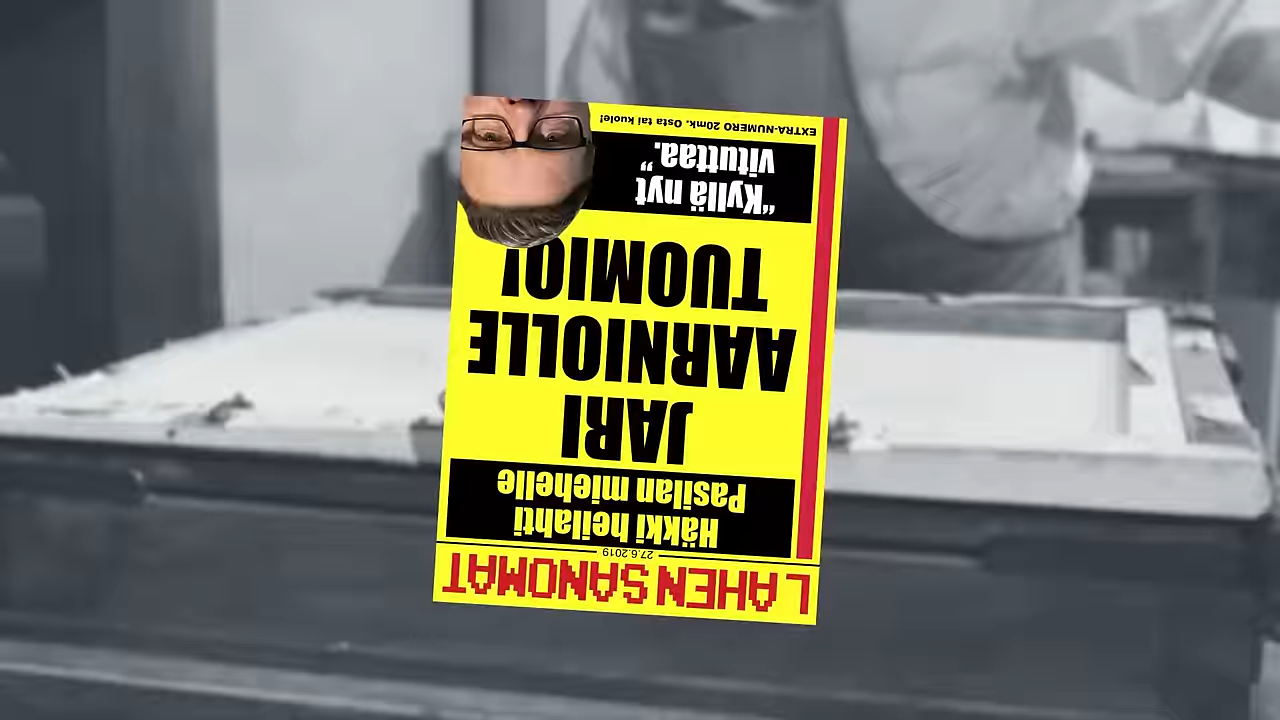 LAHEN SANOMAT
27.6.2019
Häkki heilahti
Pasilan miehelle
JARI
AARNIOLLE
TUOMIO!
“Kyllä nyt
vituttaa.”
EXTRA-NUMERO 20mk. Osta tai kuole!